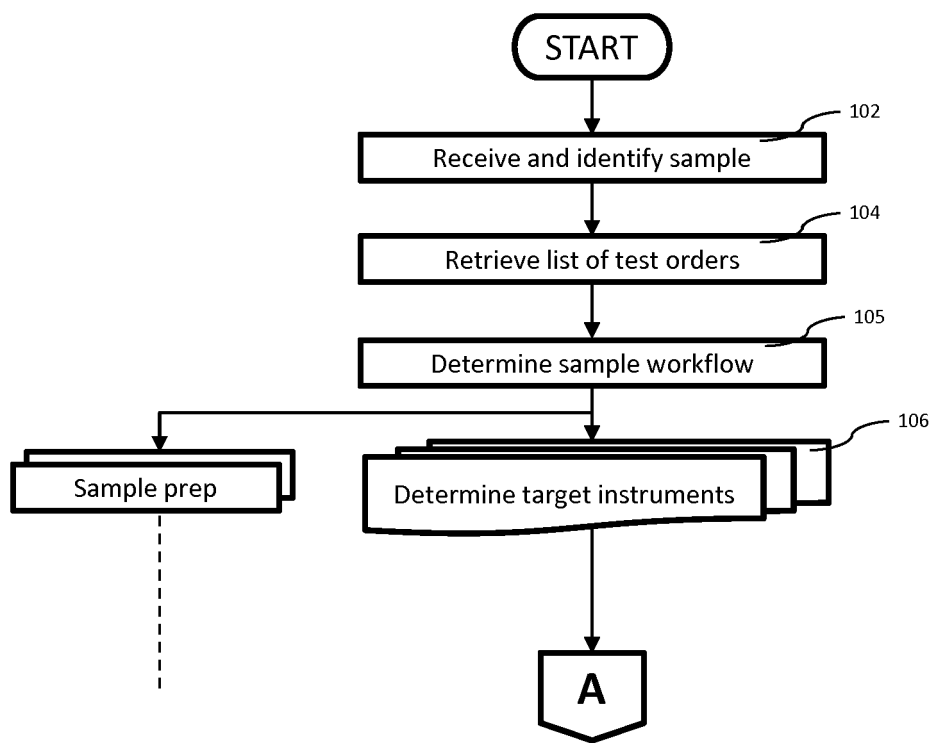 START
102
Receive and identify sample
104
Retrieve list of test orders
105
Determine sample workflow
106
Sample prep
Determine target instruments
A